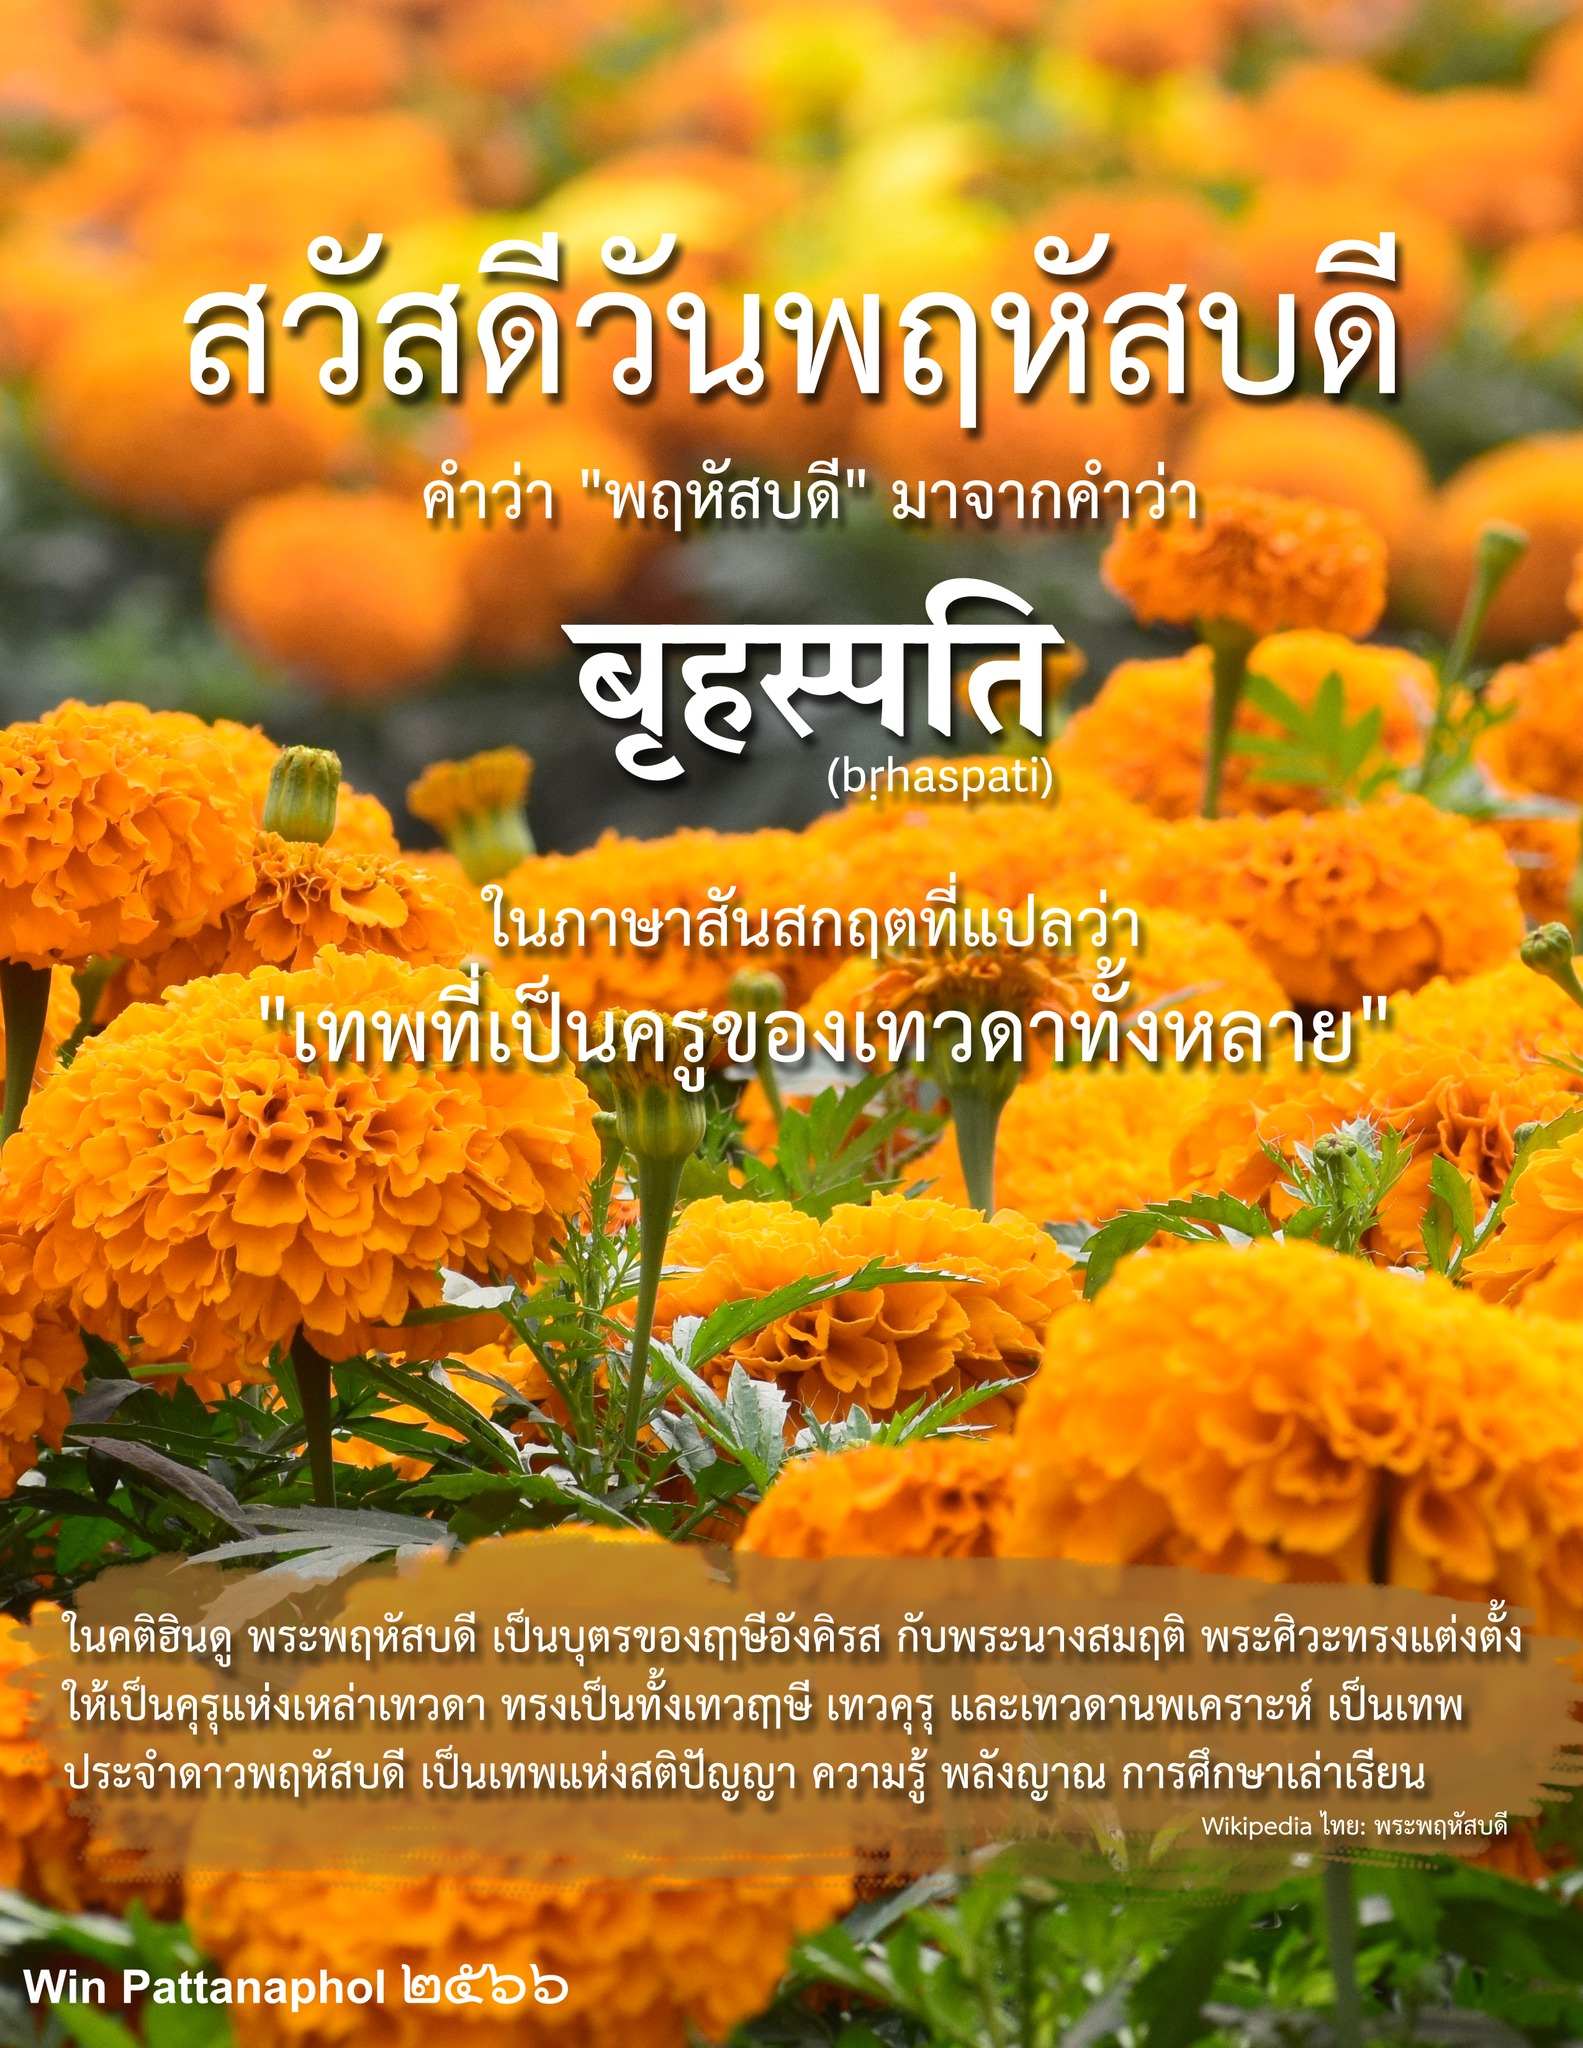 สวัสดีวันพฤหัสบดี
คำว่า "พฤหัสบดี" มาจากคำว่า
बृहस्पति
(bṛhaspati)
ในภาษาสันสกฤตที่แปลว่า
"เทพที่เป็นครูของเทวดาทั้งหลาย"
ในคติฮินดู พระพฤหัสบดี เป็นบุตรของฤๅษีอังคิรส กับพระนางสมฤติ พระศิวะทรงแต่งตั้ง
ให้เป็นคุรุแห่งเหล่าเทวดา ทรงเป็นทั้งเทวฤๅษี เทวคุรุ และเทวดานพเคราะห์ เป็นเทพ
ประจำดาวพฤหัสบดี เป็นเทพแห่งสติปัญญา ความรู้ พลังญาณ การศึกษาเล่าเรียน
Wikipedia ไทย: พระพฤหัสบดี
Win Pattanaphol ๒๕๖๖